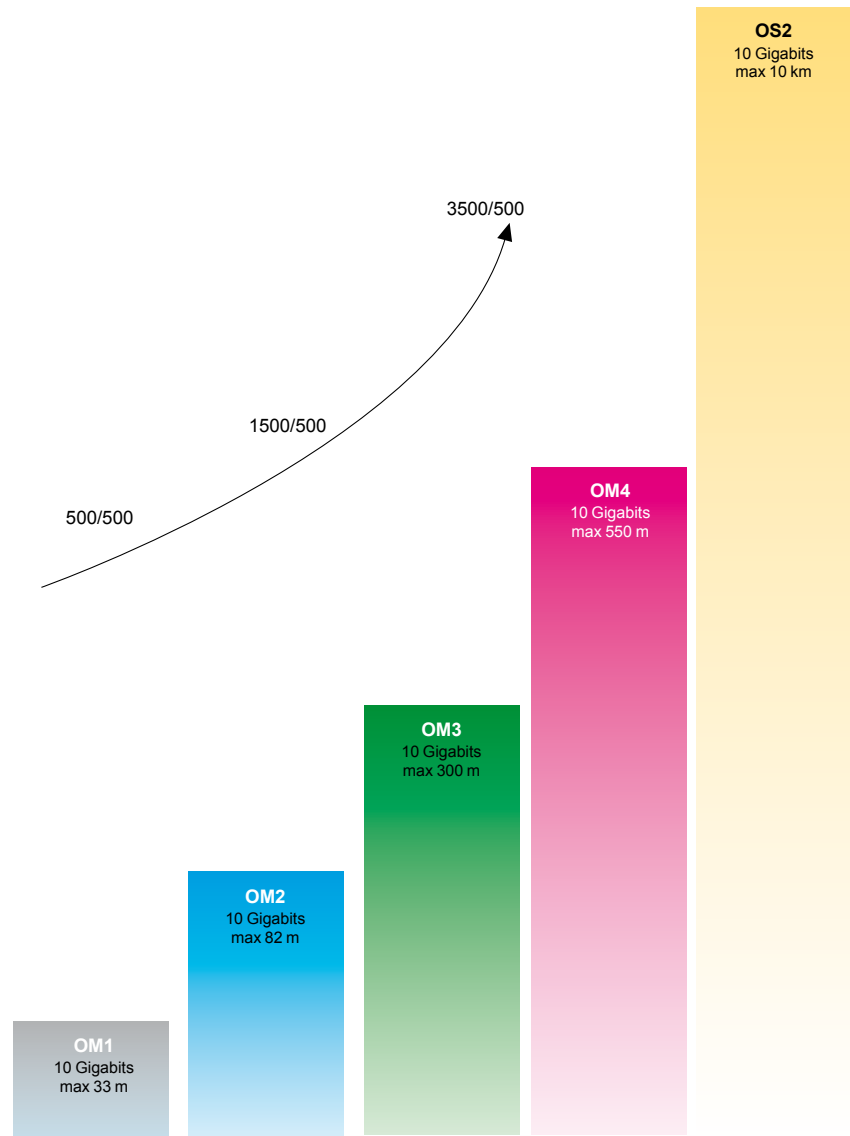 OS2
10 Gigabits
max 10 km
3500/500
1500/500
500/500
OM4
10 Gigabits
max 550 m
OM3
10 Gigabits
max 300 m
OM2
10 Gigabits
max 82 m
OM1
10 Gigabits
max 33 m